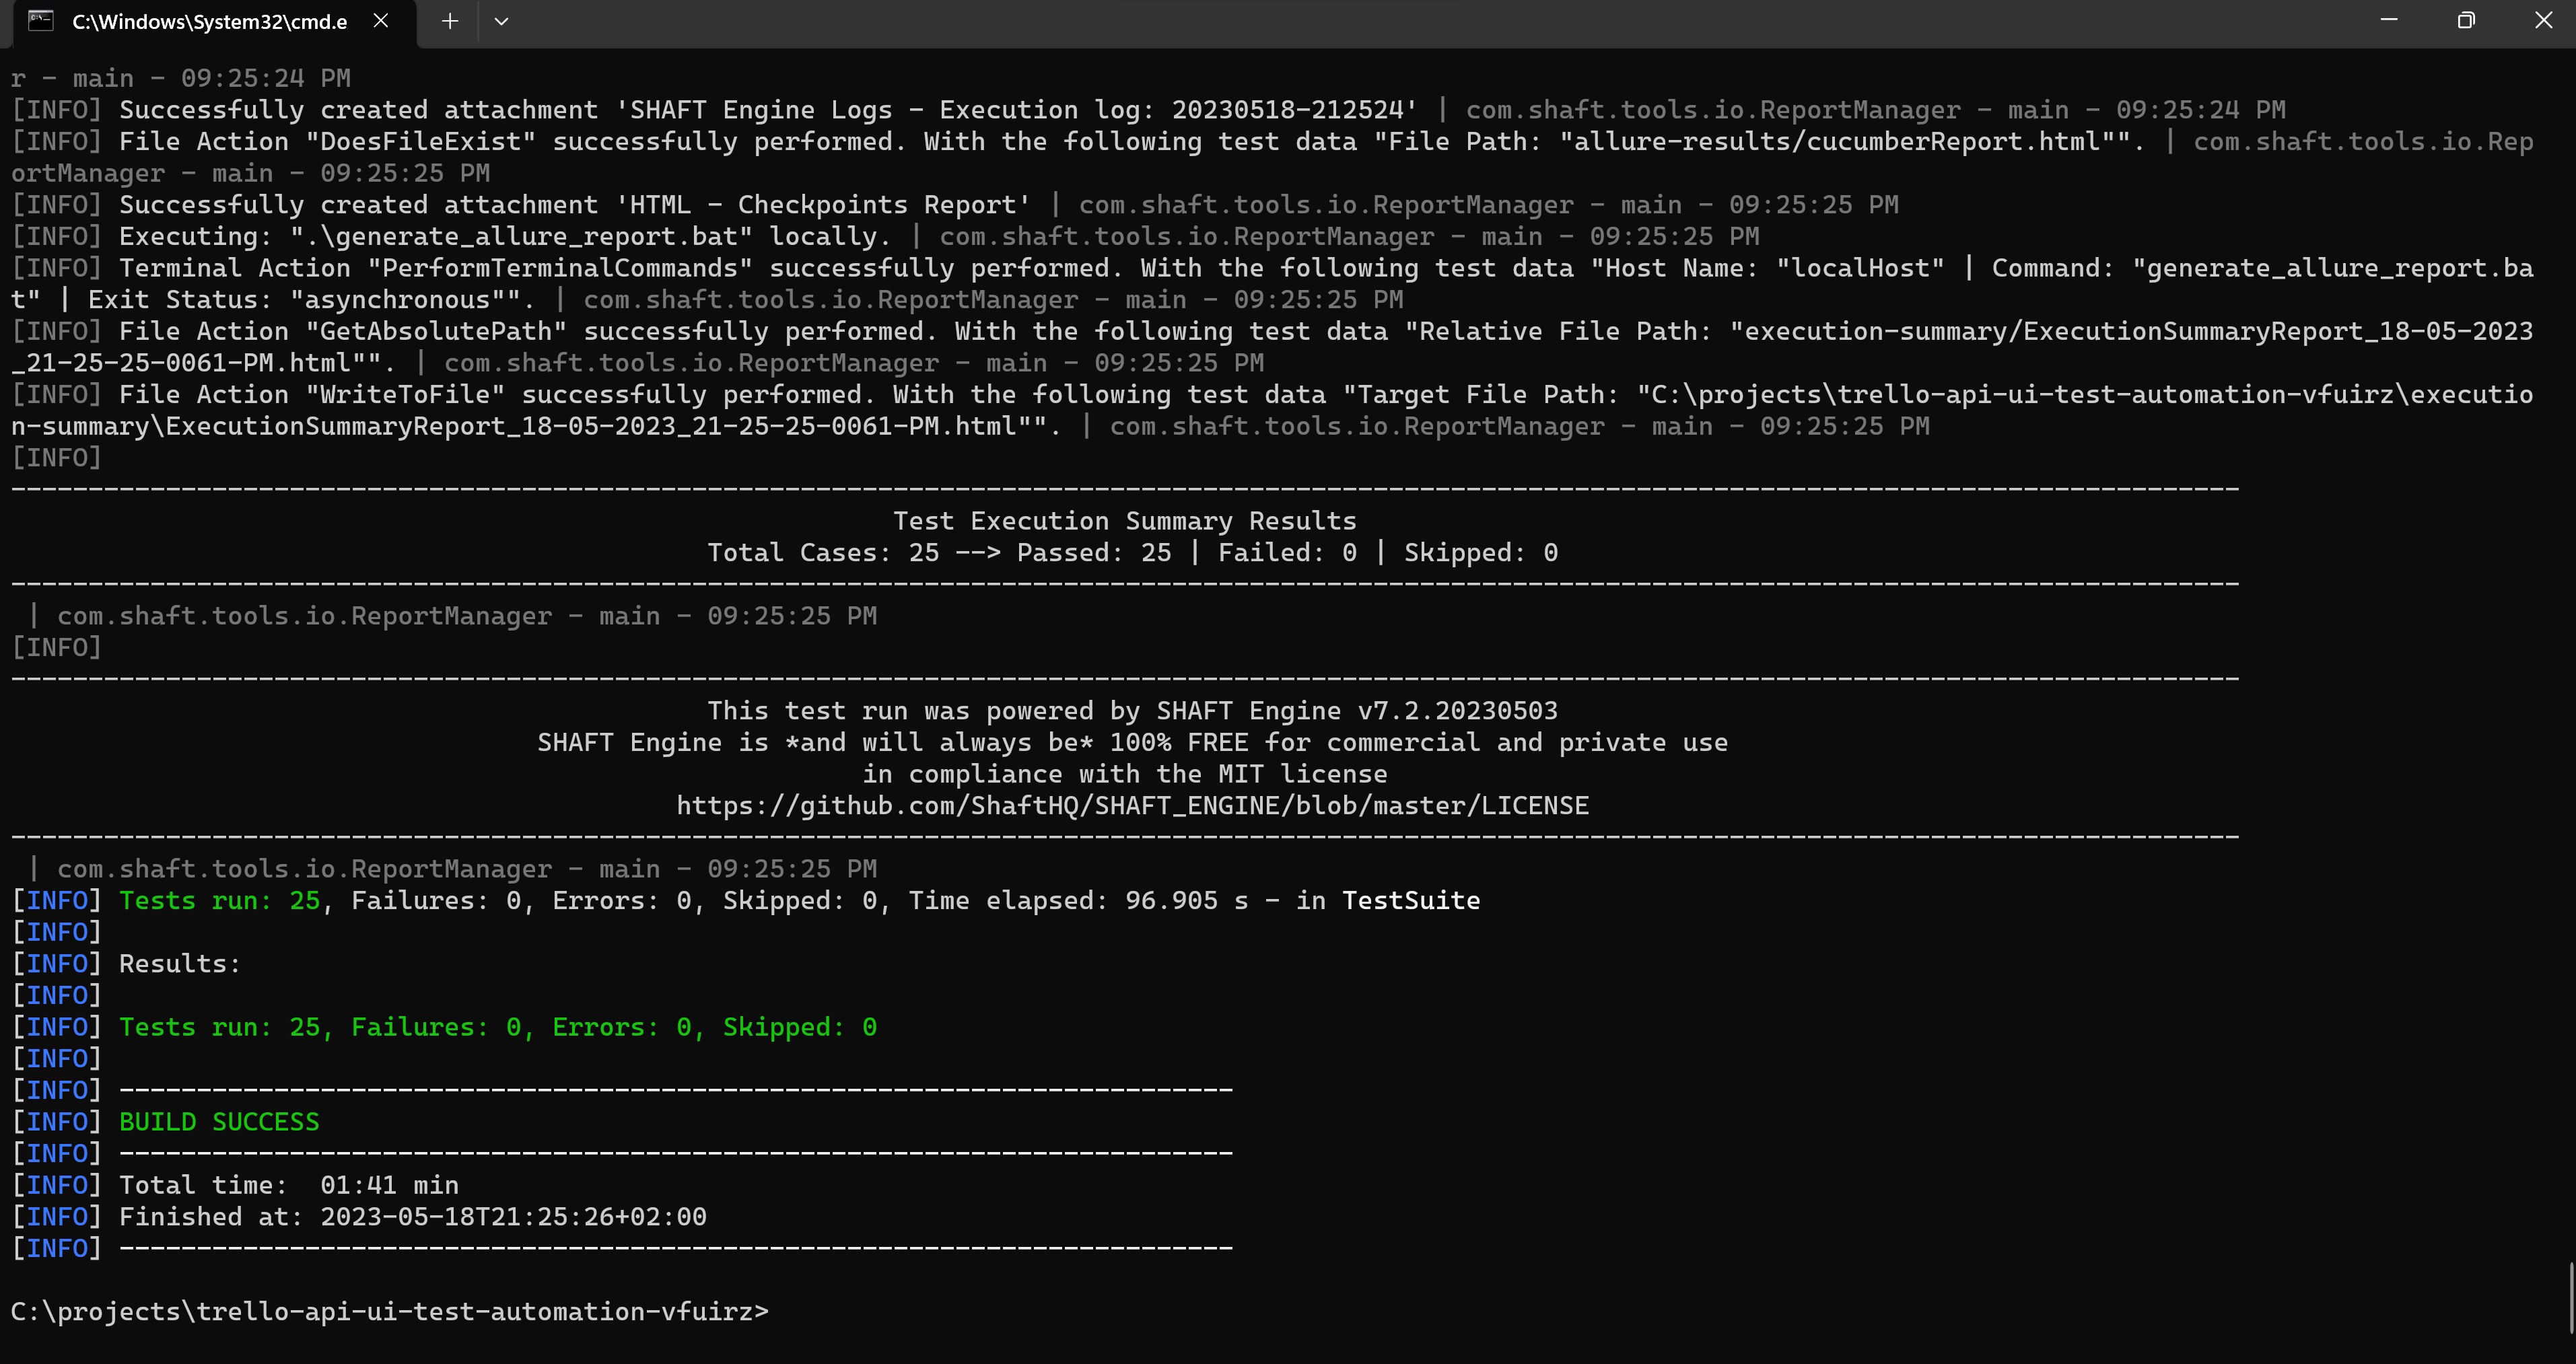 C:\Windows\System32\cmd.e
r - main - 09:25:24 PM
[INFO] Successfully created attachment 'SHAFT Engine Logs - Execution log: 20230518-212524' | com.shaft.tools.io.ReportManager - main - 09:25:24 PM
[INFO] File Action "DoesFileExist" successfully performed. With the following test data "File Path: "allure-results/cucumberReport.html"". | com.shaft.tools.io.Rep
ortManager - main - 09:25:25 PM
[INFO] Successfully created attachment 'HTML - Checkpoints Report' | com.shaft.tools.io.ReportManager - main - 09:25:25 PM
[INFO] Executing: ".\generate_allure_report.bat" locally. | com.shaft.tools.io.ReportManager - main - 09:25:25 PM
[INFO] Terminal Action "PerformTerminalCommands" successfully performed. With the following test data "Host Name: "localHost" | Command: "generate_allure_report.ba
t" | Exit Status: "asynchronous"". | com.shaft.tools.io.ReportManager - main - 09:25:25 PM
[INFO] File Action "GetAbsolutePath" successfully performed. With the following test data "Relative File Path: "execution-summary/ExecutionSummaryReport_18-05-2023
_21-25-25-0061-PM.html"". | com.shaft.tools.io.ReportManager - main - 09:25:25 PM
[INFO] File Action "WriteToFile" successfully performed. With the following test data "Target File Path: "C:\projects\trello-api-ui-test-automation-vfuirz\executio
n-summary\ExecutionSummaryReport_18-05-2023_21-25-25-0061-PM.html"". | com.shaft.tools.io.ReportManager - main - 09:25:25 PM
[INFO]
------------------------------------------------------------------------------------------------------------------------------------------------
Test Execution Summary Results
Total Cases: 25 --> Passed: 25 | Failed: 0 | Skipped: 0
------------------------------------------------------------------------------------------------------------------------------------------------
| com.shaft.tools.io.ReportManager - main - 09:25:25 PM
[INFO]
------------------------------------------------------------------------------------------------------------------------------------------------
This test run was powered by SHAFT Engine v7.2.20230503
SHAFT Engine is *and will always be* 100% FREE for commercial and private use
in compliance with the MIT license
https://github.com/ShaftHQ/SHAFT_ENGINE/blob/master/LICENSE
------------------------------------------------------------------------------------------------------------------------------------------------
| com.shaft.tools.io.ReportManager - main - 09:25:25 PM
[INFO] Tests run: 25, Failures: 0, Errors: 0, Skipped: 0, Time elapsed: 96.905 s - in TestSuite
[INFO]
[INFO] Results:
[INFO]
[INFO] Tests run: 25, Failures: 0, Errors: 0, Skipped: 0
[INFO]
[INFO] ------------------------------------------------------------------------
[INFO] BUILD SUCCESS
[INFO] ------------------------------------------------------------------------
[INFO] Total time:  01:41 min
[INFO] Finished at: 2023-05-18T21:25:26+02:00
[INFO] ------------------------------------------------------------------------
C:\projects\trello-api-ui-test-automation-vfuirz>